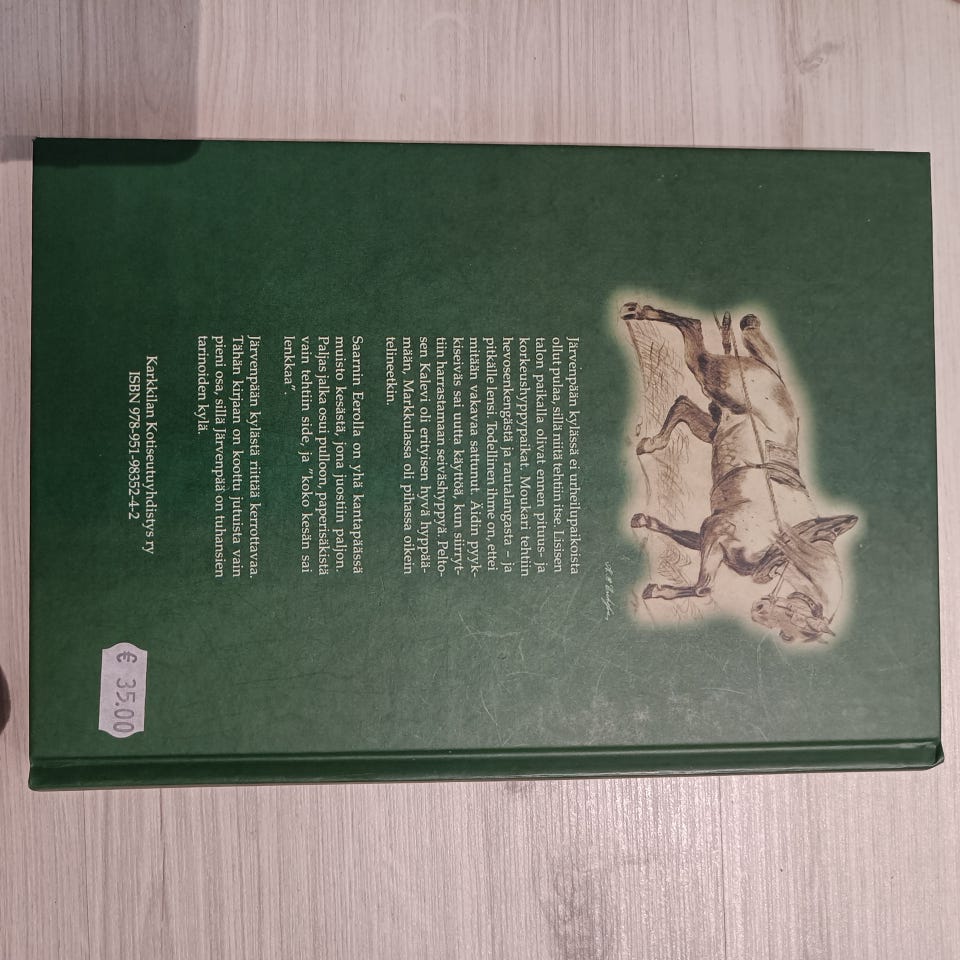 Järvenpään kylässä ei urheilupaikoista
ollut pulaa, sillä niitä tehtiin itse. Lisisen
talon paikalla olivat ennen pituus- ja
korkeushyppypaikat. Moukari tehtiin
hevosenkengästä ja rautalangasta – ja
pitkälle lensi. Todellinen ihme on, ettei
mitään vakavaa sattunut. Äidin pyyk-
kiseiväs sai uutta käyttöä, kun siirryt-
tiin harrastamaan seiväshyppyä. Pelto-
sen Kalevi oli erityisen hyvä hyppää-
mään, Markkulassa oli pihassa oikein
telineetkin.
Saarnin Eerolla on yhä kantapäässä
muisto kesästä, jona juostiin paljon.
Paljas jalka osui pulloon, paperisäkistä
vain tehtiin side, ja "koko kesän sai
lenkaa".
Järvenpään kylästä riittää kerrottavaa.
Tähän kirjaan on koottu jutuista vain
pieni osa, sillä Järvenpää on tuhansien
tarinoiden kylä.
Karkkilan Kotiseutuyhdistys ry
ISBN 978-951-98352-4-2
€ 35.00